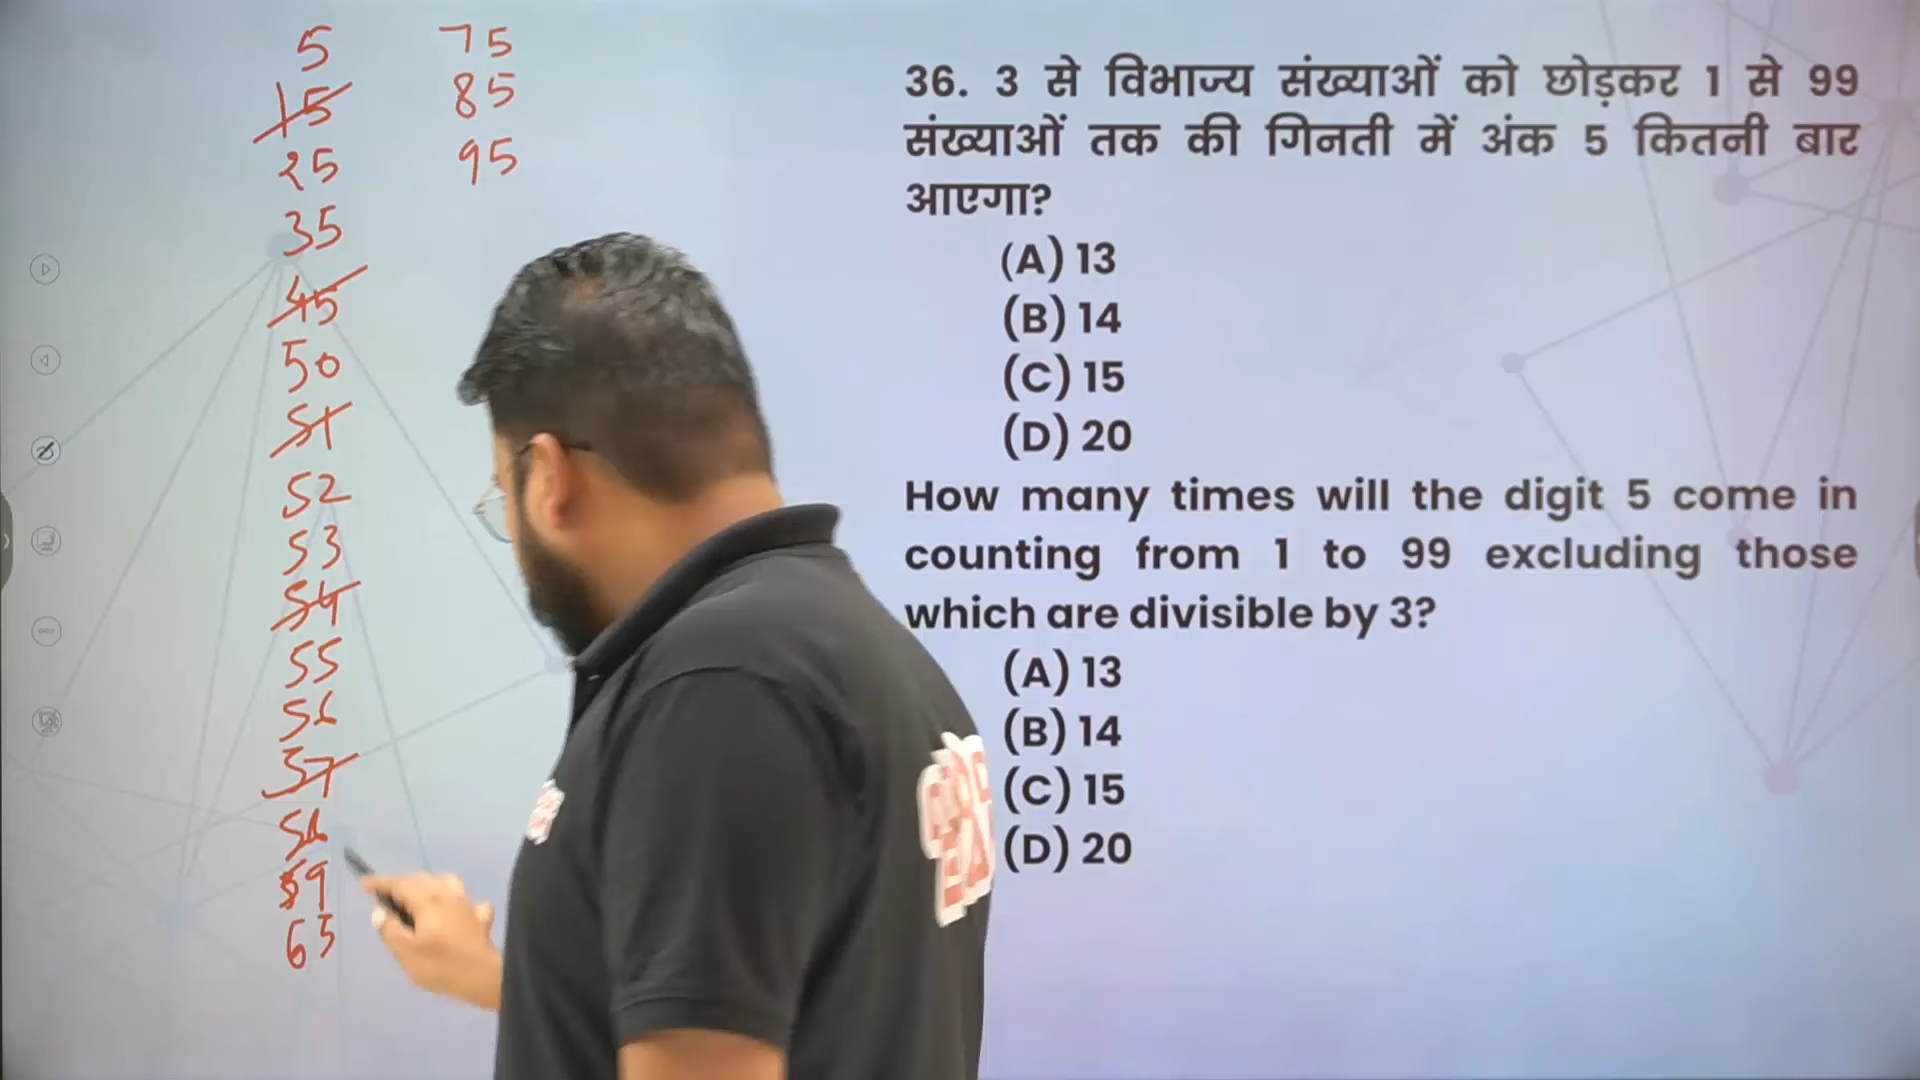 5
15
25
35
45
50
51
52
53
54
55
56
57
58
59
65
75
85
95
36. 3 से विभाज्य संख्याओं को छोड़कर 1 से 99
संख्याओं तक की गिनती में अंक 5 कितनी बार
आएगा?
(A) 13
(B) 14
(C) 15
(D) 20
How many times will the digit 5 come in
counting from 1 to 99 excluding those
which are divisible by 3?
(A) 13
(B) 14
(C) 15
(D) 20